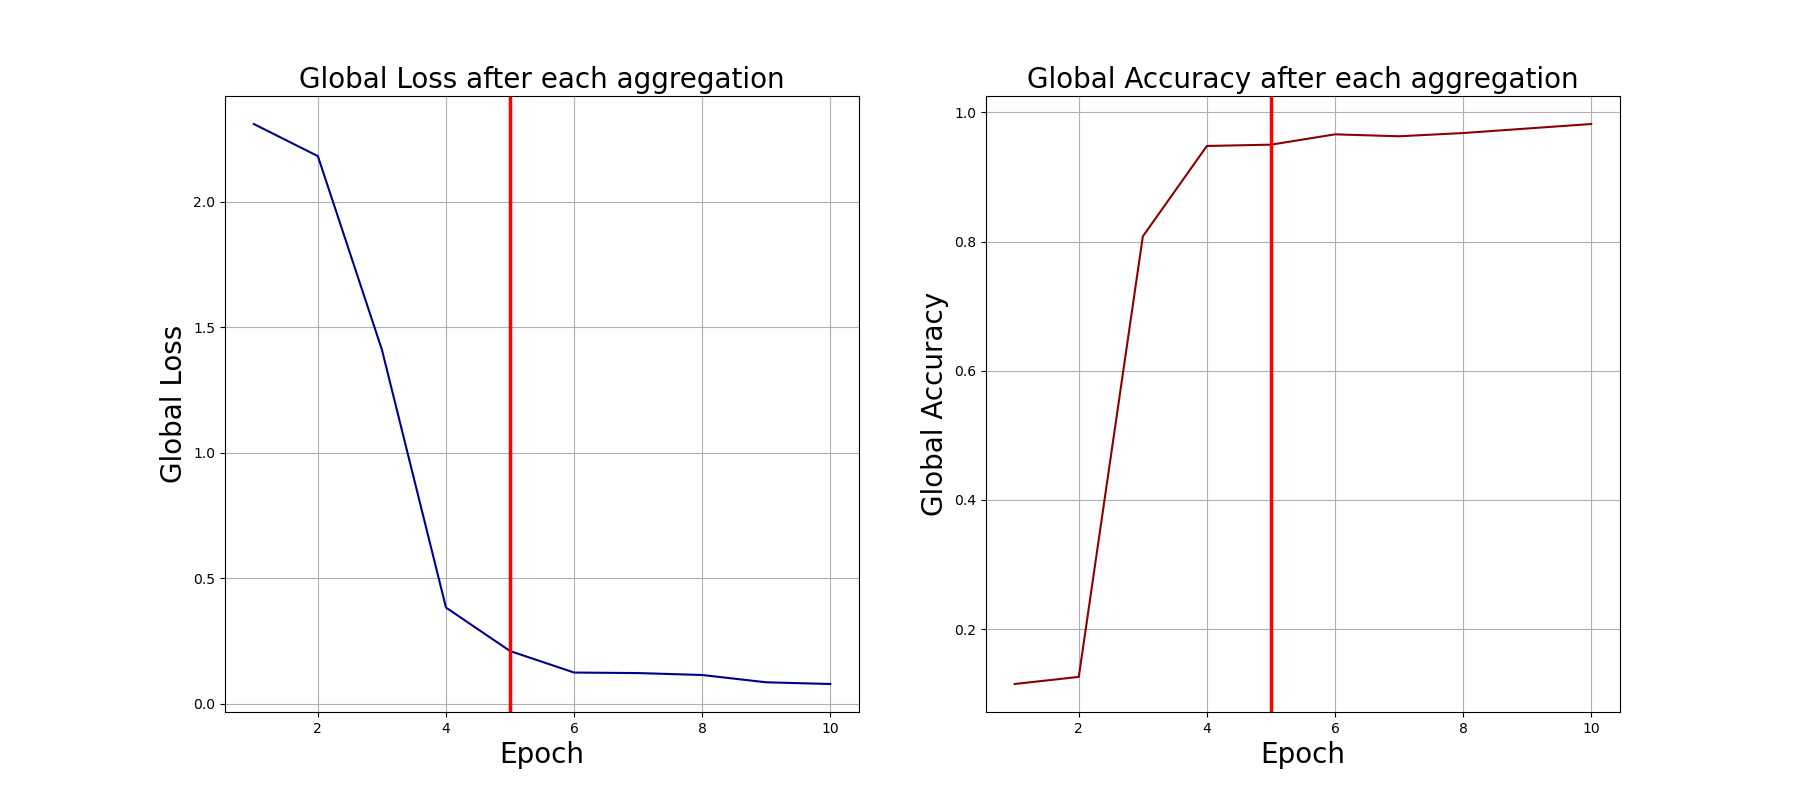 Global Loss after each aggregation
Global Loss
2.0
1.5
1.0
0.5
0.0
2 4 6 8 10
Epoch
Global Accuracy after each aggregation
Global Accuracy
1.0
0.8
0.6
0.4
0.2
2 4 6 8 10
Epoch